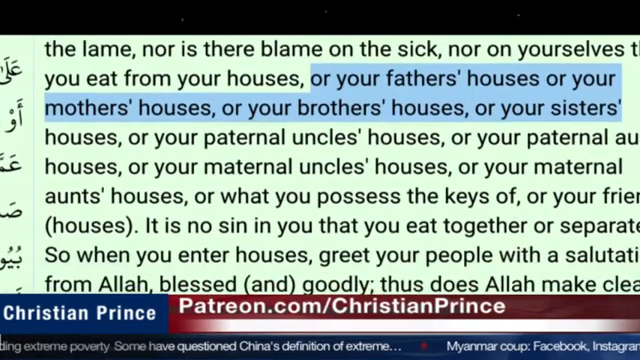 the lame, nor is there blame on the sick, nor on yourselves
you eat from your houses, or your fathers' houses or your
mothers' houses, or your brothers' houses, or your sisters'
houses, or your paternal uncles' houses, or your paternal
houses, or your maternal uncles' houses, or your maternal
aunts' houses, or what you possess the keys of, or your
(houses). It is no sin in you that you eat together or
So when you enter houses, greet your people with a
from Allah, blessed (and) goodly; thus does Allah make
أَوْ
Christian Prince
Patreon.com/ChristianPrince
extreme poverty Some have questioned China's definition of extreme... Myanmar coup: Facebook,